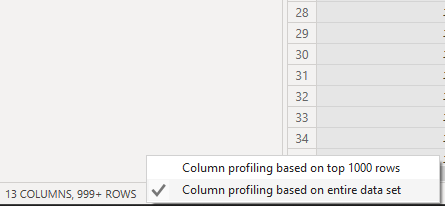 28
29
30
31
32
33
34
Column profiling based on top 1000 rows
13 COLUMNS, 999+ ROWS
Column profiling based on entire data set